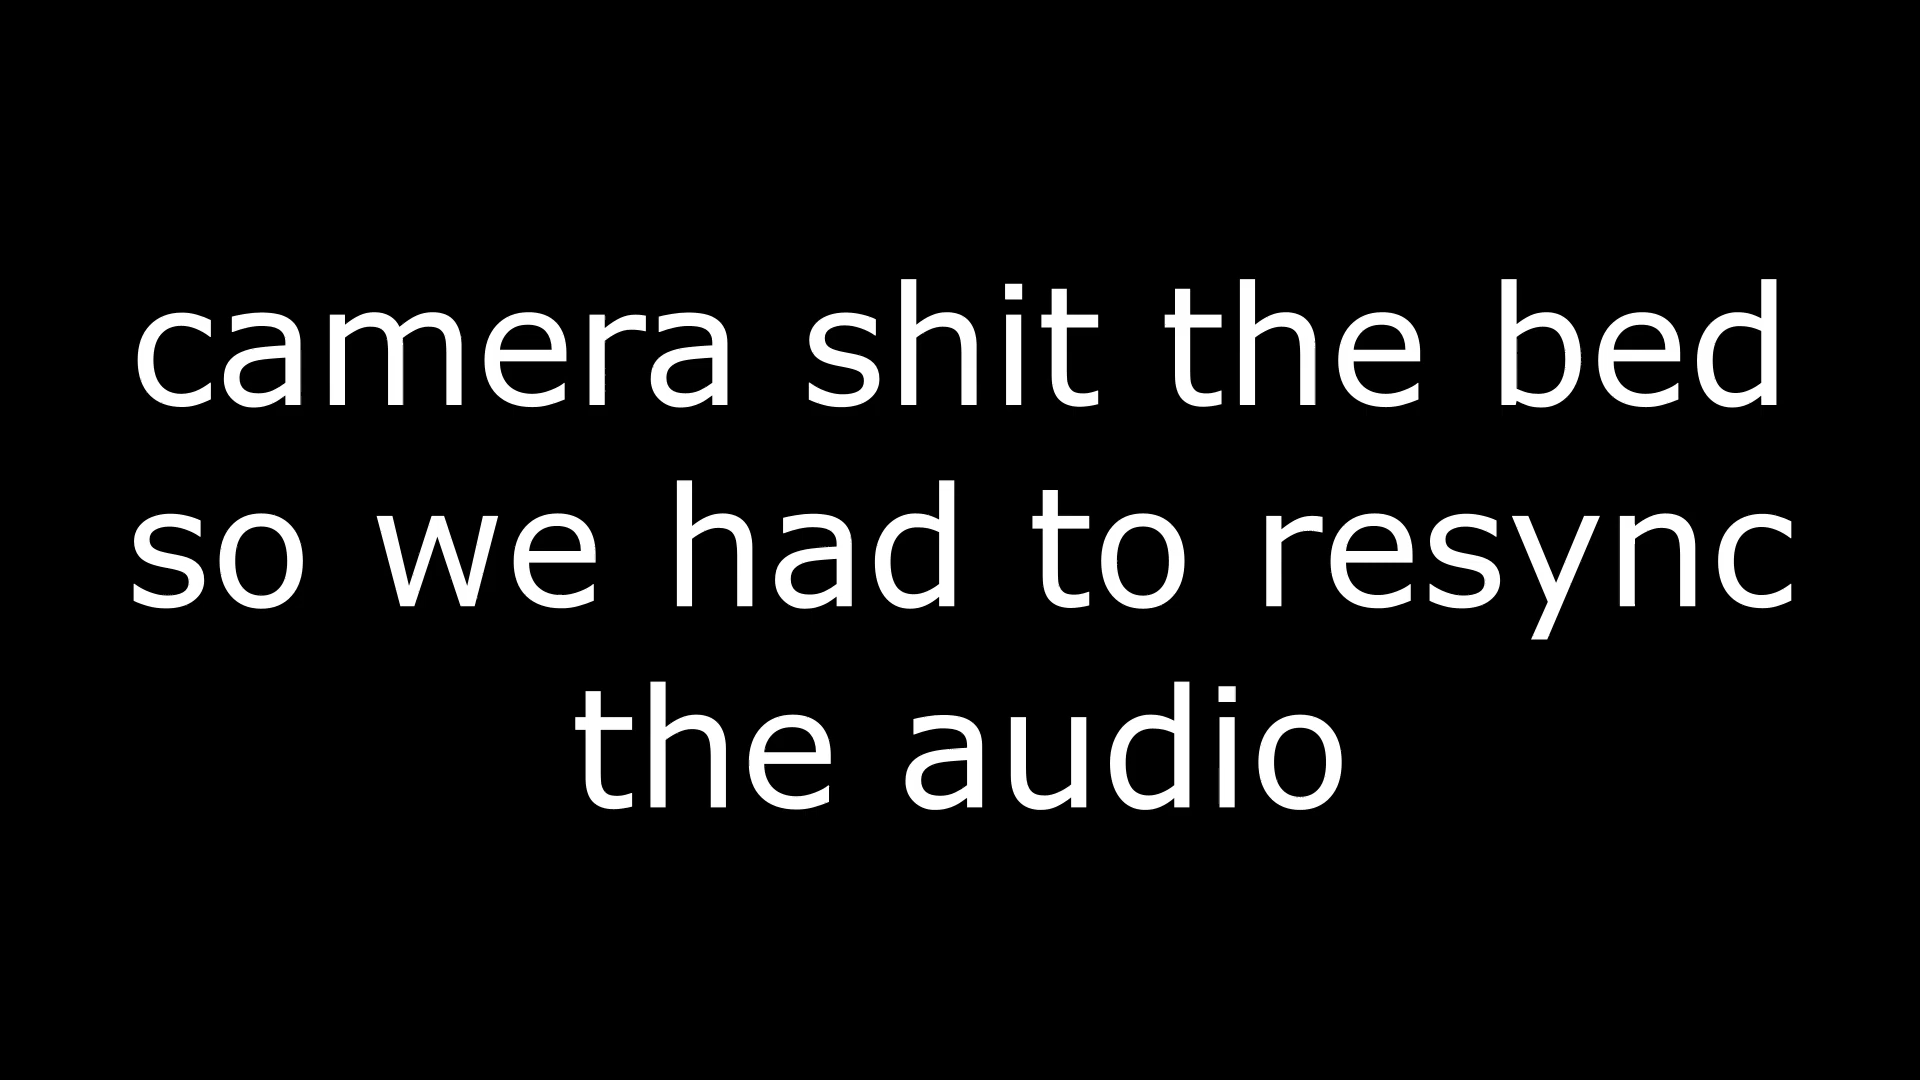 camera shit the bed
so we had to resync
the audio